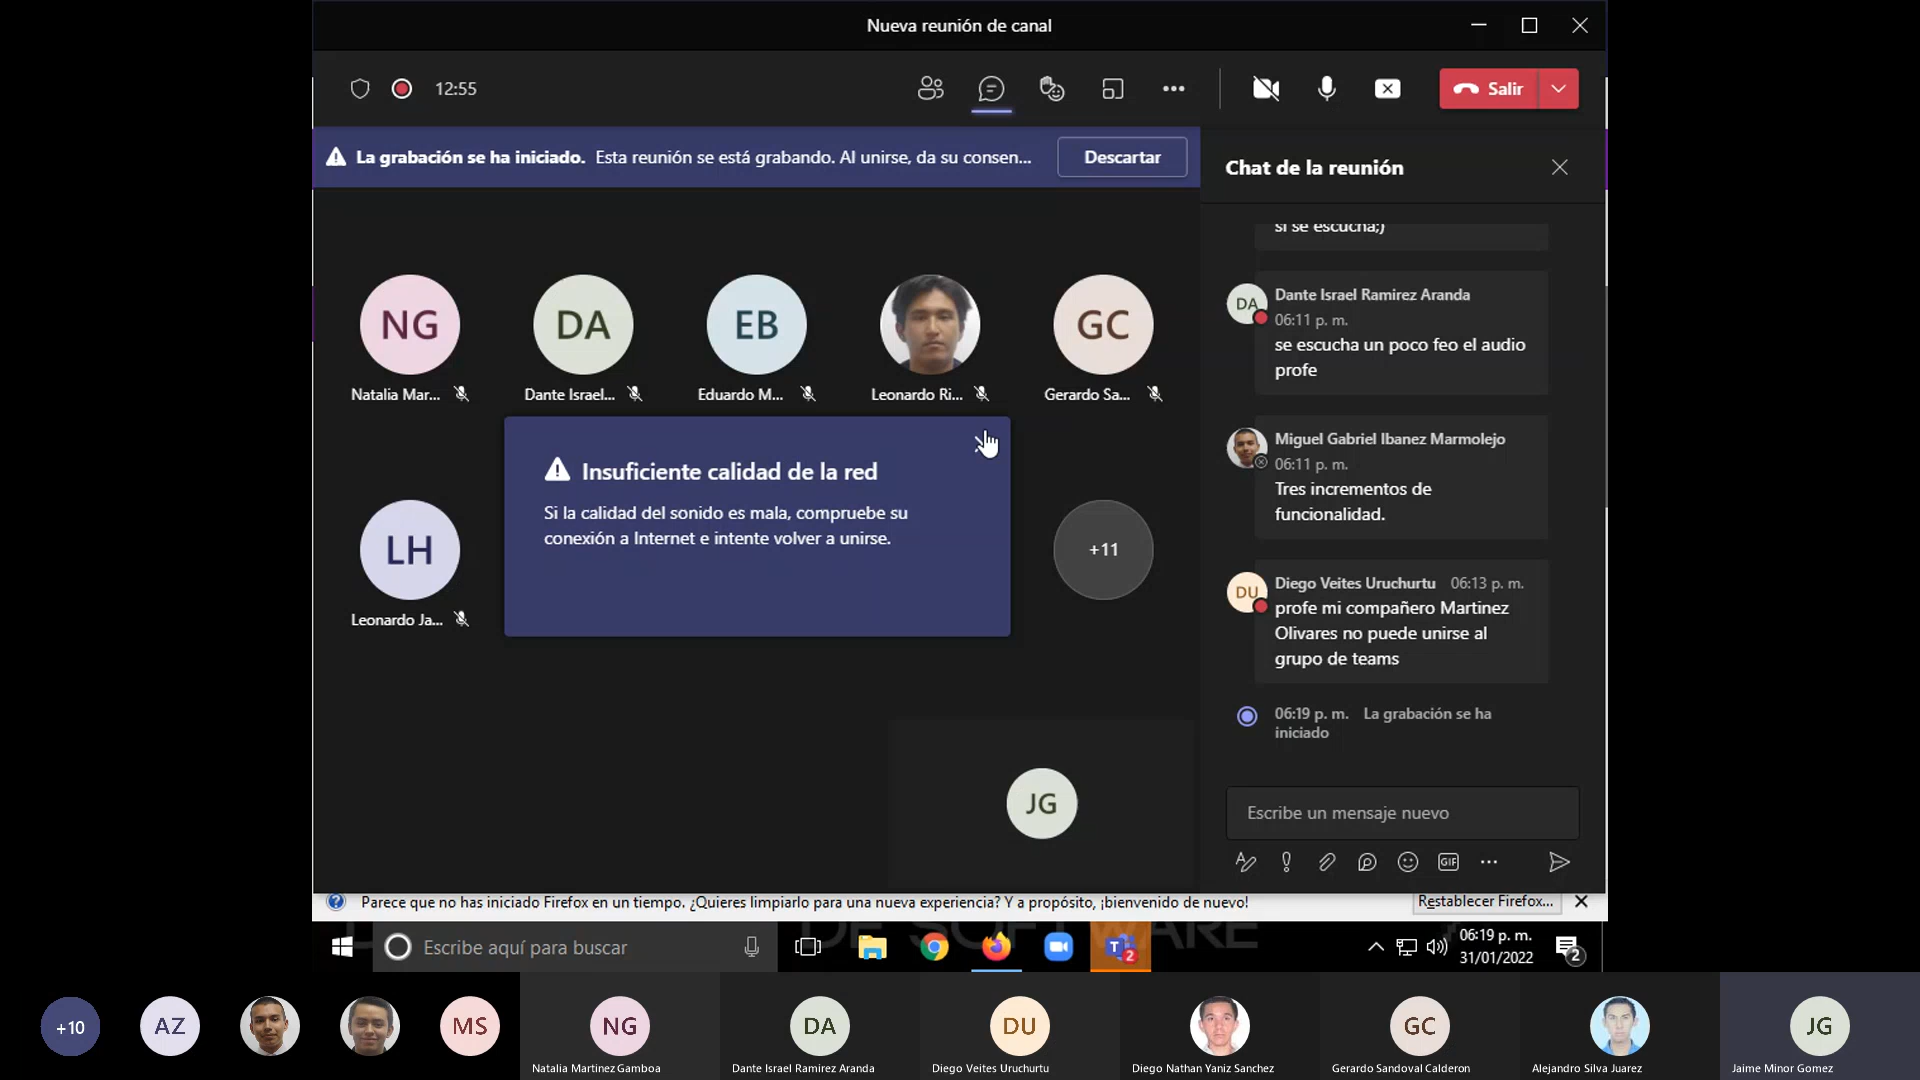 Nueva reunión de canal
12:55
Salir
La grabación se ha iniciado. Esta reunión se está grabando. Al unirse, da su consen...
Descartar
Chat de la reunión
si se escucha;)
NG
DA
EB
GC
Natalia Mar...
Dante Israel...
Eduardo M...
Leonardo Ri...
Gerardo Sa...
DA
Dante Israel Ramirez Aranda
06:11 p. m.
se escucha un poco feo el audio
profe
Insuficiente calidad de la red
Si la calidad del sonido es mala, compruebe su
conexión a Internet e intente volver a unirse.
LH
Leonardo Ja...
+11
Miguel Gabriel Ibanez Marmolejo
06:11 p. m.
Tres incrementos de
funcionalidad.
DU
Diego Veites Uruchurtu 06:13 p. m.
profe mi compañero Martinez
Olivares no puede unirse al
grupo de teams
06:19 p. m. La grabación se ha
iniciado
JG
Escribe un mensaje nuevo
GIF
Parece que no has iniciado Firefox en un tiempo. ¿Quieres limpiarlo para una nueva experiencia? Y a propósito, ¡bienvenido de nuevo!
Restablecer Firefox...
DE SOFTWARE
Escribe aquí para buscar
T
2
06:19 p. m.
31/01/2022
2
+10
AZ
MS
NG
DA
DU
GC
JG
Natalia Martinez Gamboa
Dante Israel Ramirez Aranda
Diego Veites Uruchurtu
Diego Nathan Yaniz Sanchez
Gerardo Sandoval Calderon
Alejandro Silva Juarez
Jaime Minor Gomez